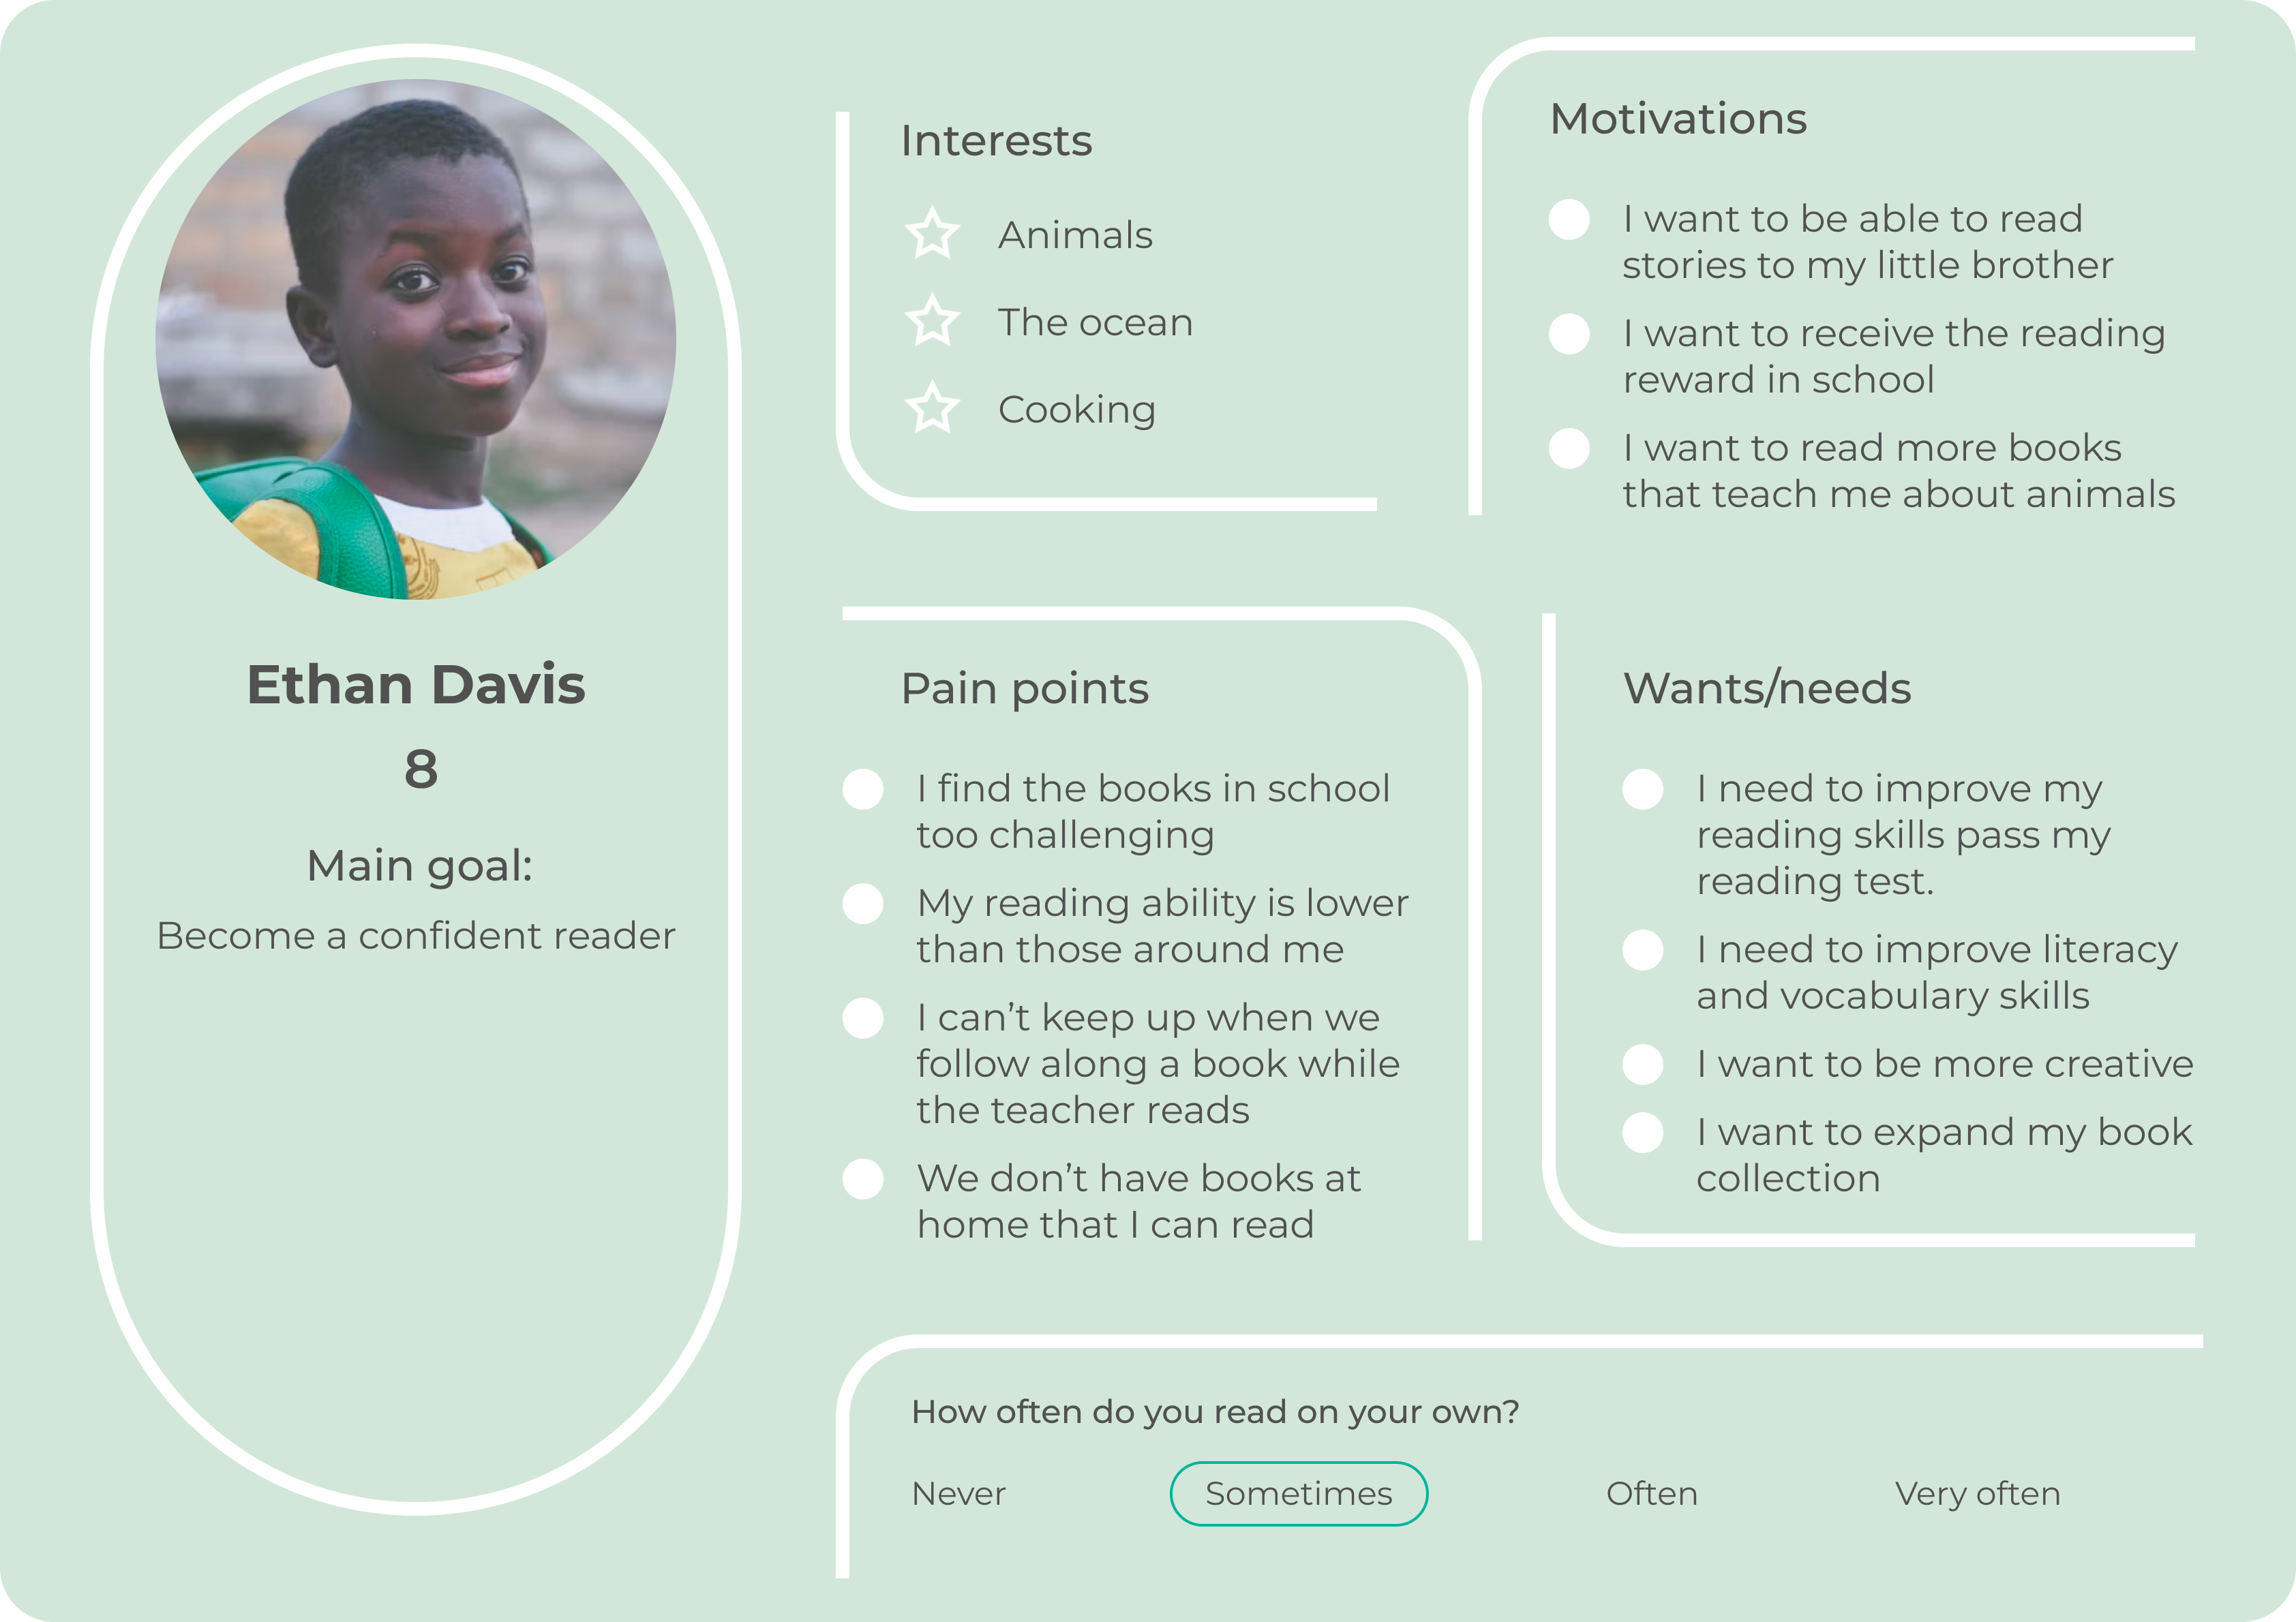 Ethan Davis
8
Main goal:
Become a confident reader
Interests
Animals
The ocean
Cooking
Motivations
I want to be able to read
stories to my little brother
I want to receive the reading
reward in school
I want to read more books
that teach me about animals
Pain points
I find the books in school
too challenging
My reading ability is lower
than those around me
I can’t keep up when we
follow along a book while
the teacher reads
We don’t have books at
home that I can read
Wants/needs
I need to improve my
reading skills pass my
reading test.
I need to improve literacy
and vocabulary skills
I want to be more creative
I want to expand my book
collection
How often do you read on your own?
Never Sometimes Often Very often